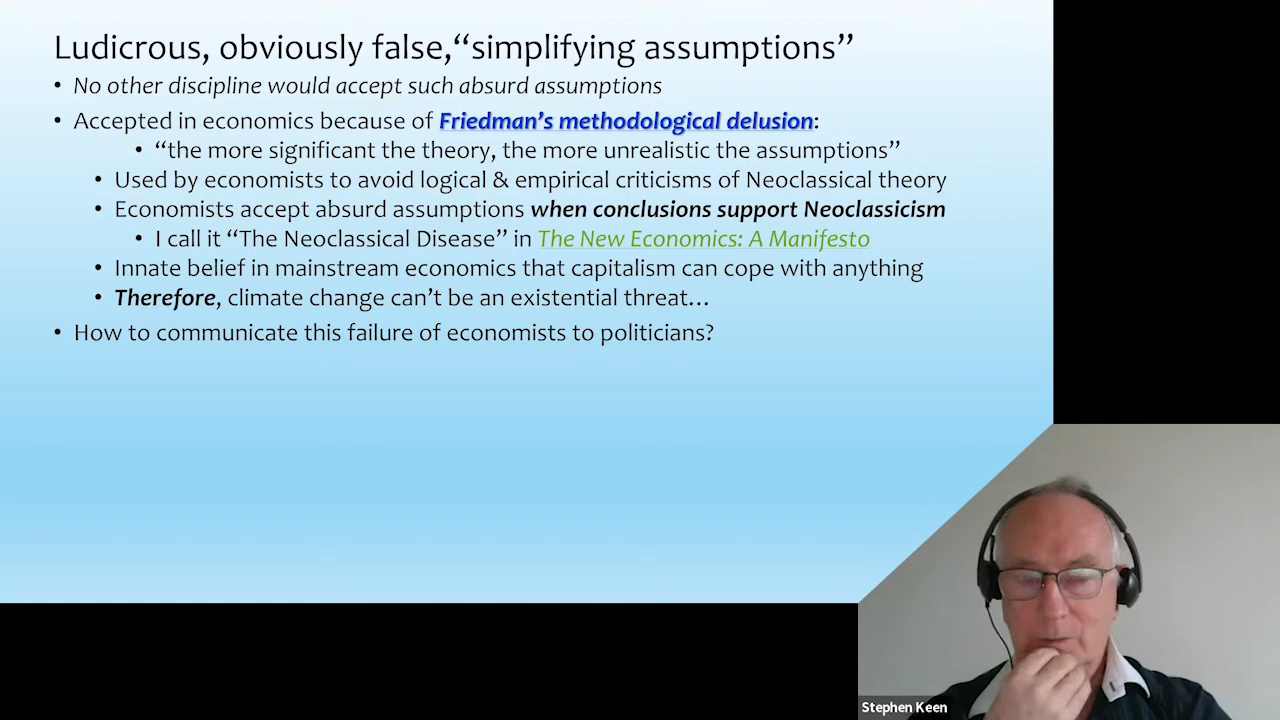 Ludicrous, obviously false,“simplifying assumptions”
• No other discipline would accept such absurd assumptions
• Accepted in economics because of Friedman’s methodological delusion:
• “the more significant the theory, the more unrealistic the assumptions”
• Used by economists to avoid logical & empirical criticisms of Neoclassical theory
• Economists accept absurd assumptions when conclusions support Neoclassicism
• I call it “The Neoclassical Disease” in The New Economics: A Manifesto
• Innate belief in mainstream economics that capitalism can cope with anything
• Therefore, climate change can’t be an existential threat…
• How to communicate this failure of economists to politicians?
Stephen Keen